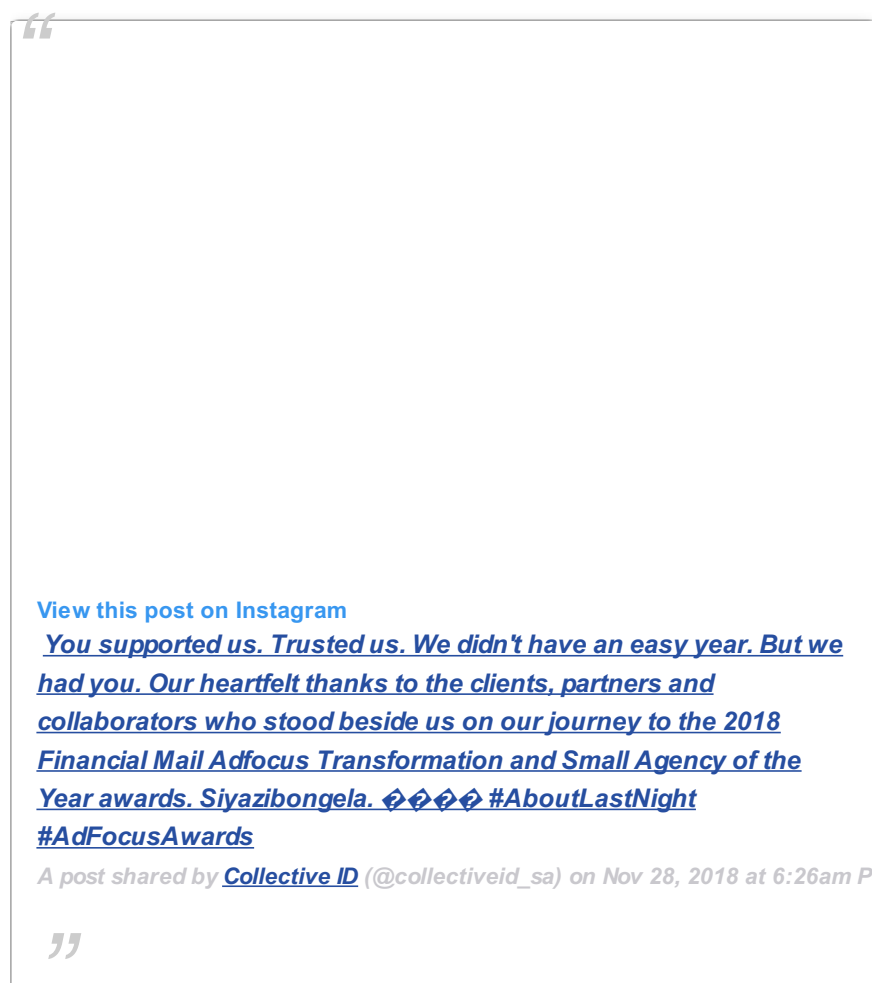 “
View this post on Instagram
You supported us. Trusted us. We didn't have an easy year. But we
had you. Our heartfelt thanks to the clients, partners and
collaborators who stood beside us on our journey to the 2018
Financial Mail Adfocus Transformation and Small Agency of the
Year awards. Siyazibongela. ���� #AboutLastNight
#AdFocusAwards
A post shared by Collective ID (@collectiveid_sa) on Nov 28, 2018 at 6:26am P
”